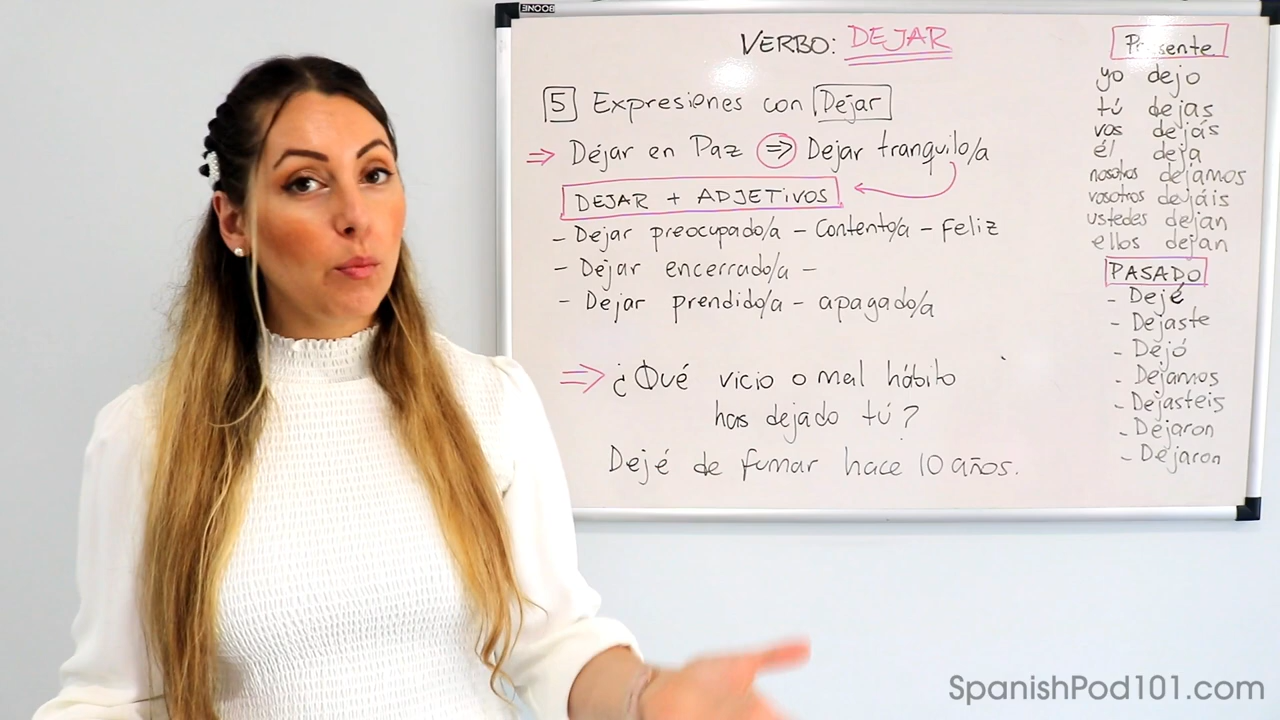 BOONE
VERBO: DEJAR
5 Expresiones con Dejar
⇒ Dejar en Paz ⇒ Dejar tranquilo/a
DEJAR + ADJETIVOS
- Dejar preocupado/a - Contento/a - Feliz
- Dejar encerrado/a -
- Dejar prendido/a - apagado/a
⇒ ¿Qué vicio o mal hábito
has dejado tú?
Dejé de fumar hace 10 años.
Presente
yo dejo
tú dejas
vos dejás
él deja
nosotros dejamos
vosotros dejáis
ustedes dejan
ellos dejan
PASADO
- Dejé
- Dejaste
- Dejó
- Dejamos
- Dejasteis
- Dejaron
- Dejaron
SpanishPod101.com